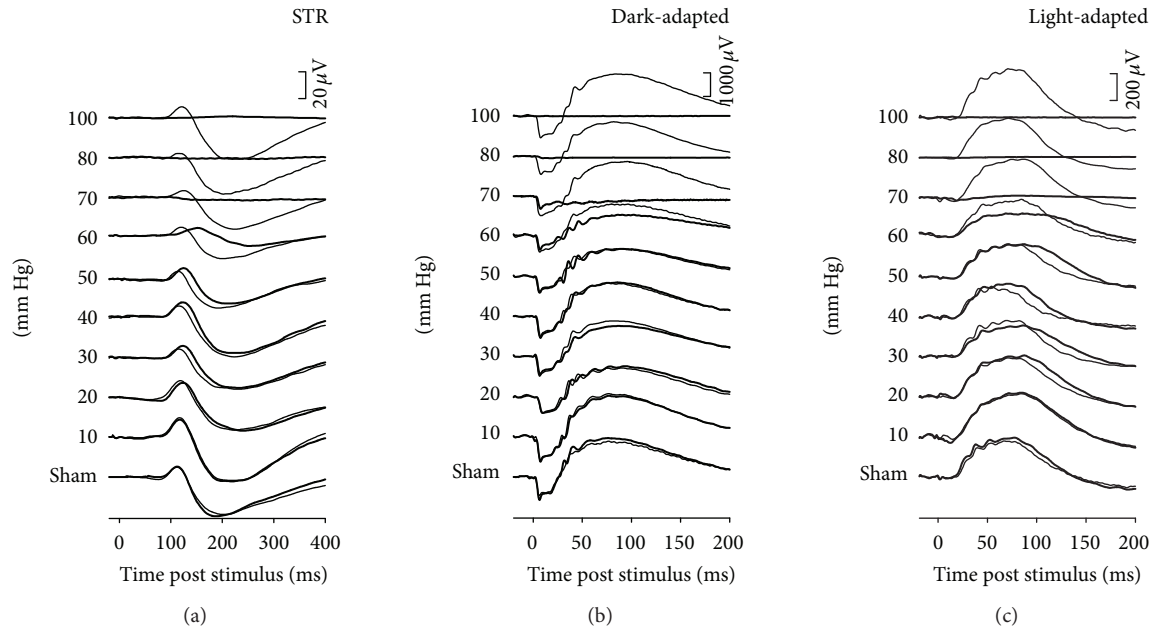 STR
20 μV
100
80
70
60
50
40
30
20
10
Sham
(mm Hg)
0 100 200 300 400
Time post stimulus (ms)
(a)
Dark-adapted
1000 μV
100
80
70
60
50
40
30
20
10
Sham
(mm Hg)
0 50 100 150 200
Time post stimulus (ms)
(b)
Light-adapted
200 μV
100
80
70
60
50
40
30
20
10
Sham
(mm Hg)
0 50 100 150 200
Time post stimulus (ms)
(c)